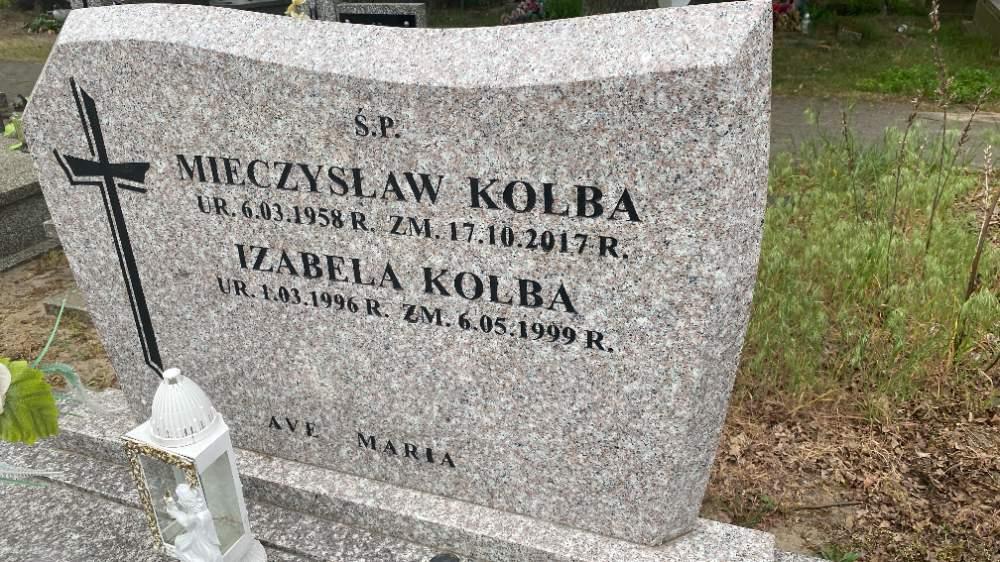 Ś.P.
MIECZYSŁAW KOLBA
UR. 6.03.1958 R. ZM. 17.10.2017 R.
IZABELA KOLBA
UR. 1.03.1996 R. ZM. 6.05.1999 R.
AVE MARIA